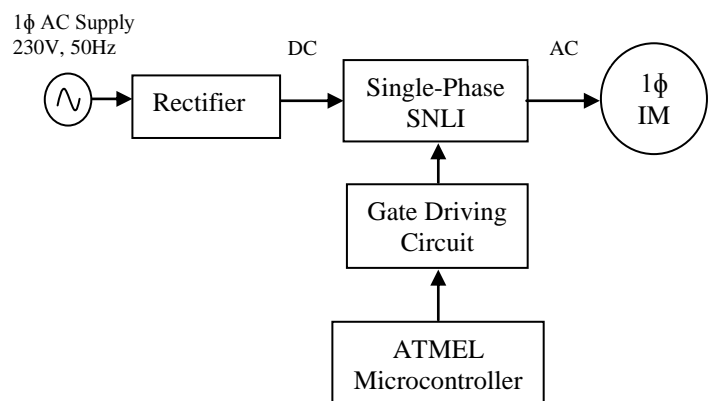 1ϕ AC Supply
230V, 50Hz
DC
AC
Rectifier
Single-Phase
SNLI
1ϕ
IM
Gate Driving
Circuit
ATMEL
Microcontroller